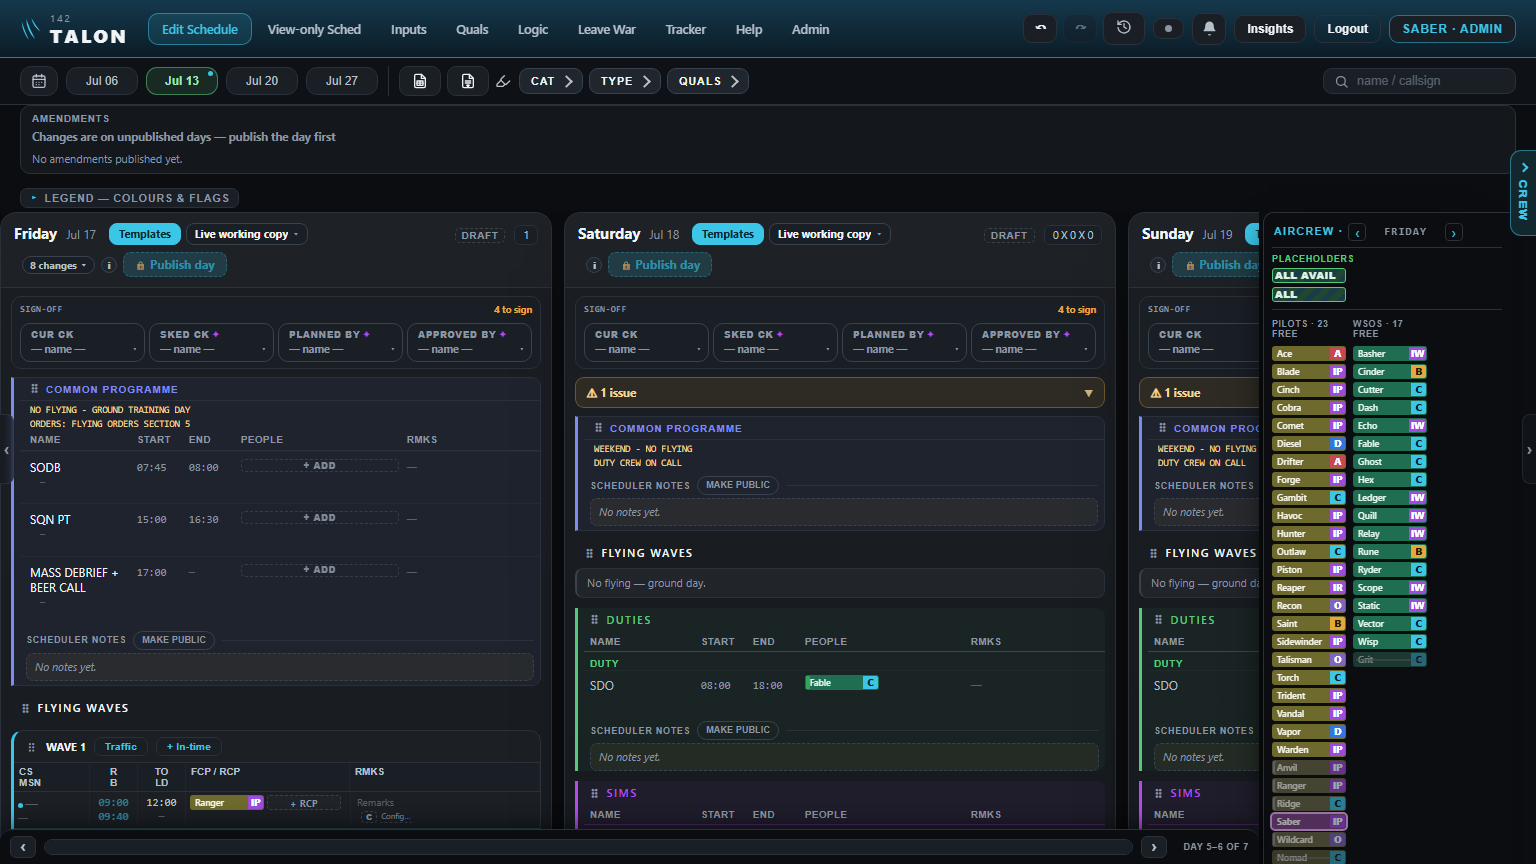 142
TALON
Edit Schedule
View-only Sched
Inputs
Quals
Logic
Leave War
Tracker
Help
Admin
Insights
Logout
SABER · ADMIN
Jul 06
Jul 13
Jul 20
Jul 27
CAT
TYPE
QUALS
name / callsign
AMENDMENTS
Changes are on unpublished days — publish the day first
No amendments published yet.
LEGEND — COLOURS & FLAGS
CREW
Friday Jul 17
Templates
Live working copy
DRAFT
1
8 changes
i
Publish day
SIGN-OFF
4 to sign
CUR CK
— name —
SKED CK
— name —
PLANNED BY
— name —
APPROVED BY
— name —
COMMON PROGRAMME
NO FLYING - GROUND TRAINING DAY
ORDERS: FLYING ORDERS SECTION 5
NAME START END PEOPLE RMKS
SODB 07:45 08:00 + ADD —
—
SQN PT 15:00 16:30 + ADD —
—
MASS DEBRIEF + BEER CALL 17:00 — + ADD —
—
SCHEDULER NOTES MAKE PUBLIC
No notes yet.
FLYING WAVES
WAVE 1 Traffic + In-time
CS R TO FCP / RCP RMKS
MSN B LD
— 09:00 12:00 Ranger IP + RCP Remarks
— 09:40 — C Config...
Saturday Jul 18
Templates
Live working copy
DRAFT
0X0X0
i
Publish day
SIGN-OFF
4 to sign
CUR CK
— name —
SKED CK
— name —
PLANNED BY
— name —
APPROVED BY
— name —
1 issue
COMMON PROGRAMME
WEEKEND - NO FLYING
DUTY CREW ON CALL
SCHEDULER NOTES MAKE PUBLIC
No notes yet.
FLYING WAVES
No flying — ground day.
DUTIES
NAME START END PEOPLE RMKS
DUTY
SDO 08:00 18:00 Fable C —
SCHEDULER NOTES MAKE PUBLIC
No notes yet.
SIMS
NAME START END PEOPLE RMKS
Sunday Jul 19
T
i
Publish day
SIGN-OFF
CUR CK
— name —
1 issue
COMMON PROG
WEEKEND - NO FLYING
DUTY CREW ON CALL
SCHEDULER NOTES
No notes yet.
FLYING WAVES
No flying — ground da
DUTIES
NAME
DUTY
SDO
SCHEDULER NOTES
No notes yet.
SIMS
NAME
AIRCREW ·
FRIDAY
PLACEHOLDERS
ALL AVAIL
ALL
PILOTS · 23 FREE
WSOS · 17 FREE
Ace A
Blade IP
Cinch IP
Cobra IP
Comet IP
Diesel D
Drifter A
Forge IP
Gambit C
Havoc IP
Hunter IP
Outlaw C
Piston IP
Reaper IR
Recon O
Saint B
Sidewinder IP
Talisman O
Torch C
Trident IP
Vandal IP
Vapor D
Warden IP
Anvil IP
Ranger IP
Ridge C
Saber IP
Wildcard O
Nomad C
Basher IW
Cinder B
Cutter C
Dash C
Echo IW
Fable C
Ghost C
Hex C
Ledger IW
Quill IW
Relay IW
Rune B
Ryder C
Scope IW
Static IW
Vector C
Wisp C
Grit C
DAY 5–6 OF 7